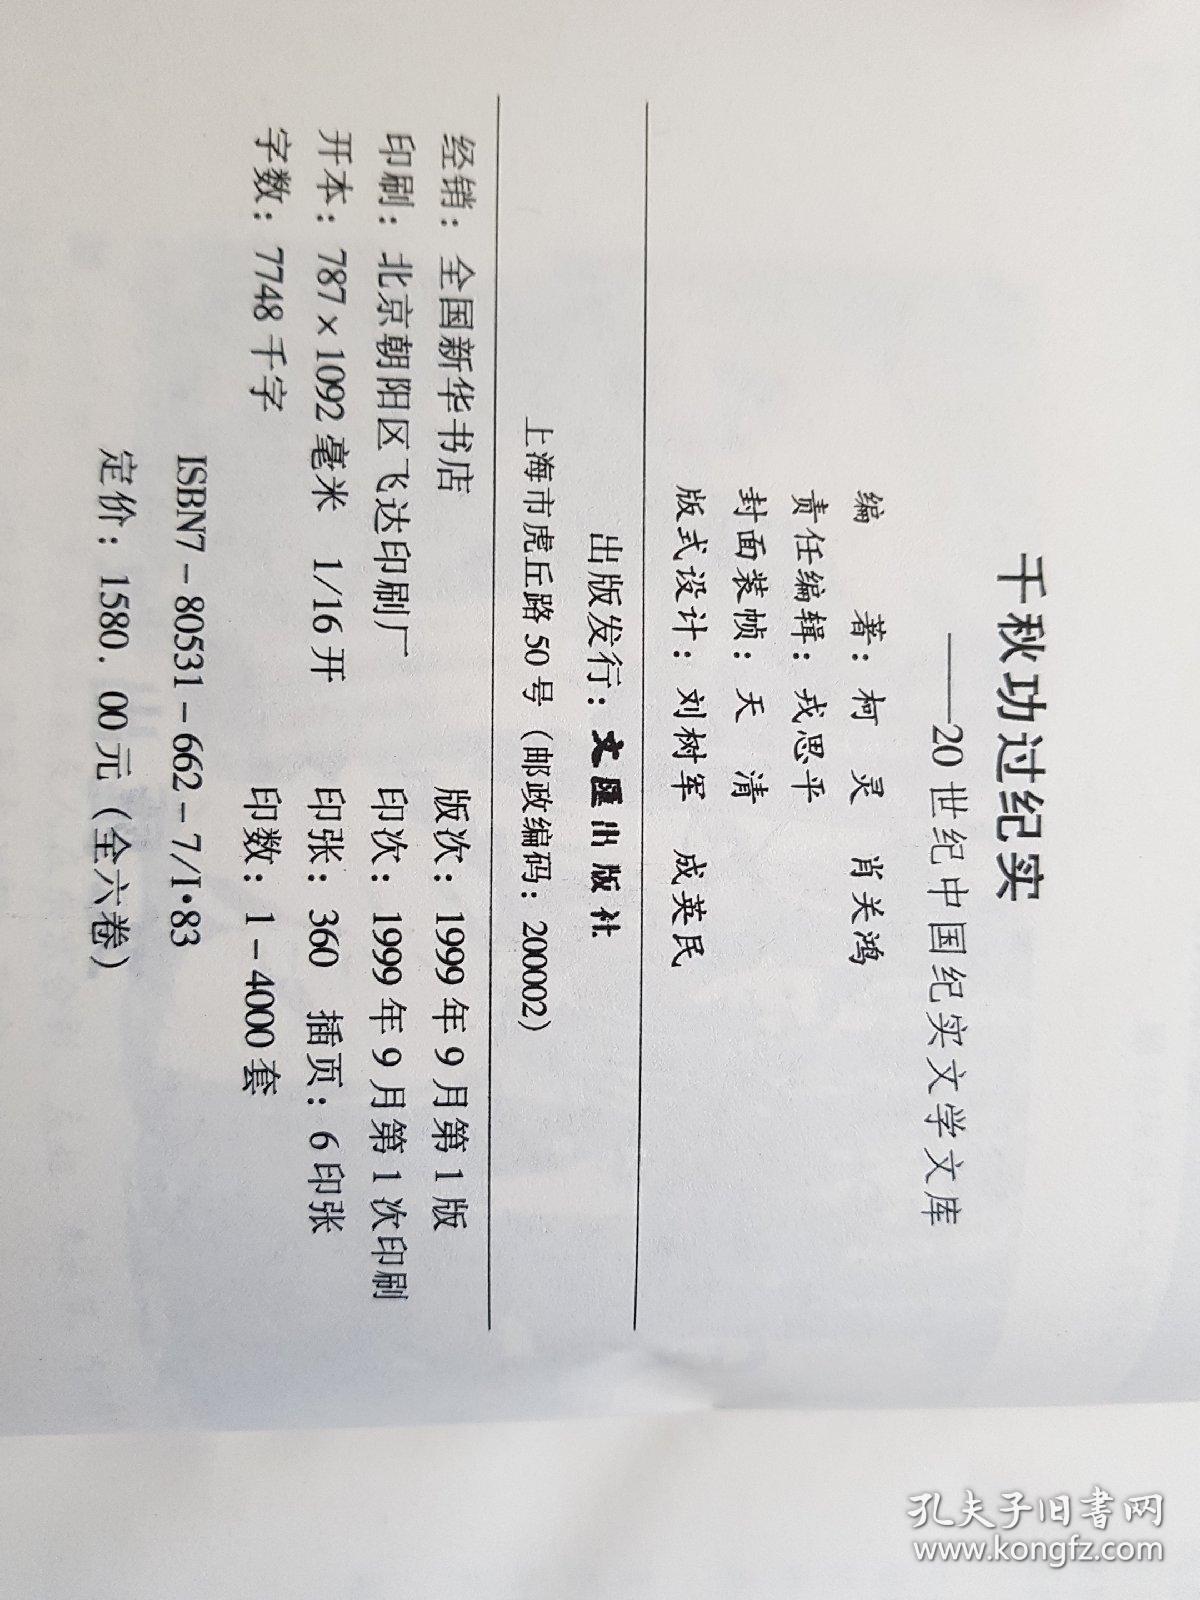 千秋功过纪实
——20世纪中国纪实文学文库
编　著：柯　灵　肖关鸿
责任编辑：戎思平
封面装帧：天　清
版式设计：刘树军　成英民
出版发行：文匯出版社
上海市虎丘路50号（邮政编码：200002）
经销：全国新华书店
印刷：北京朝阳区飞达印刷厂
开本：787×1092毫米　1/16开
字数：7748千字
版次：1999年9月第1版
印次：1999年9月第1次印刷
印张：360　插页：6印张
印数：1-4000套
ISBN7-80531-662-7/I·83
定价：1580.00元（全六卷）
孔夫子旧书网
www.kongfz.com